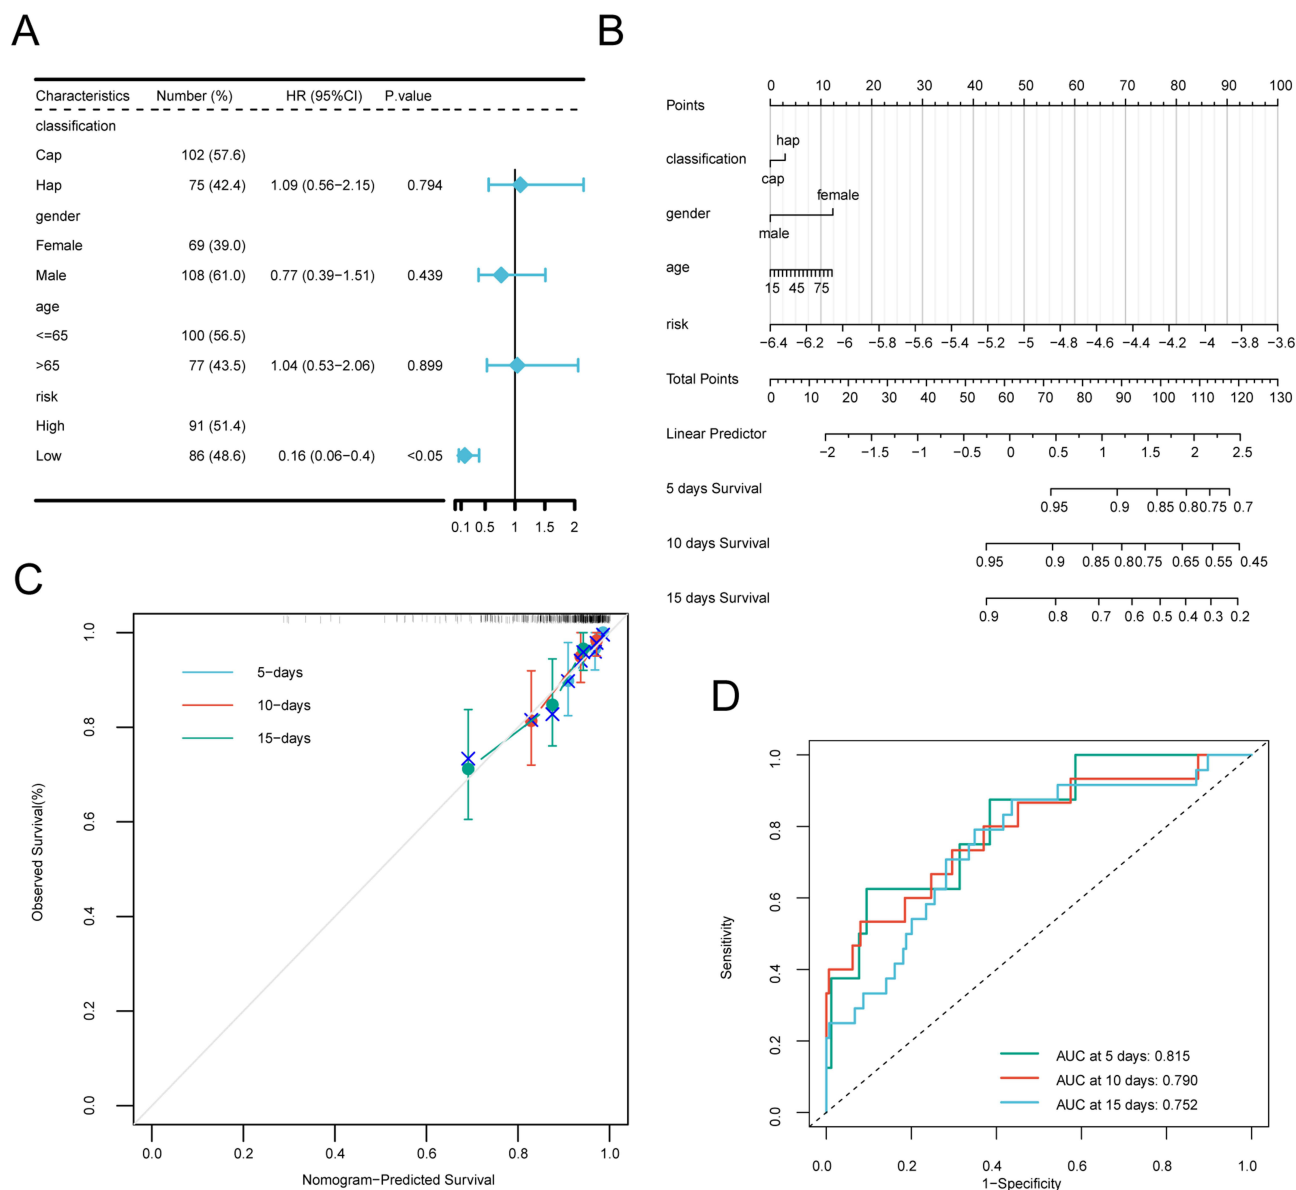 A
Characteristics Number (%) HR (95%CI) P.value
classification
Cap 102 (57.6)
Hap 75 (42.4) 1.09 (0.56−2.15) 0.794
gender
Female 69 (39.0)
Male 108 (61.0) 0.77 (0.39−1.51) 0.439
age
<=65 100 (56.5)
>65 77 (43.5) 1.04 (0.53−2.06) 0.899
risk
High 91 (51.4)
Low 86 (48.6) 0.16 (0.06−0.4) <0.05
0.1 0.5 1 1.5 2
B
0 10 20 30 40 50 60 70 80 90 100
Points
hap
classification
cap
female
gender
male
age
15 45 75
risk
−6.4 −6.2 −6 −5.8 −5.6 −5.4 −5.2 −5 −4.8 −4.6 −4.4 −4.2 −4 −3.8 −3.6
Total Points
0 10 20 30 40 50 60 70 80 90 100 110 120 130
Linear Predictor
−2 −1.5 −1 −0.5 0 0.5 1 1.5 2 2.5
5 days Survival
0.95 0.9 0.85 0.80 0.75 0.7
10 days Survival
0.95 0.9 0.85 0.80 0.75 0.65 0.55 0.45
15 days Survival
0.9 0.8 0.7 0.6 0.5 0.4 0.3 0.2
C
5−days
10−days
15−days
Observed Survival(%)
1.0
0.8
0.6
0.4
0.2
0.0
0.0 0.2 0.4 0.6 0.8 1.0
Nomogram−Predicted Survival
D
Sensitivity
1.0
0.8
0.6
0.4
0.2
0.0
AUC at 5 days: 0.815
AUC at 10 days: 0.790
AUC at 15 days: 0.752
0.0 0.2 0.4 0.6 0.8 1.0
1−Specificity